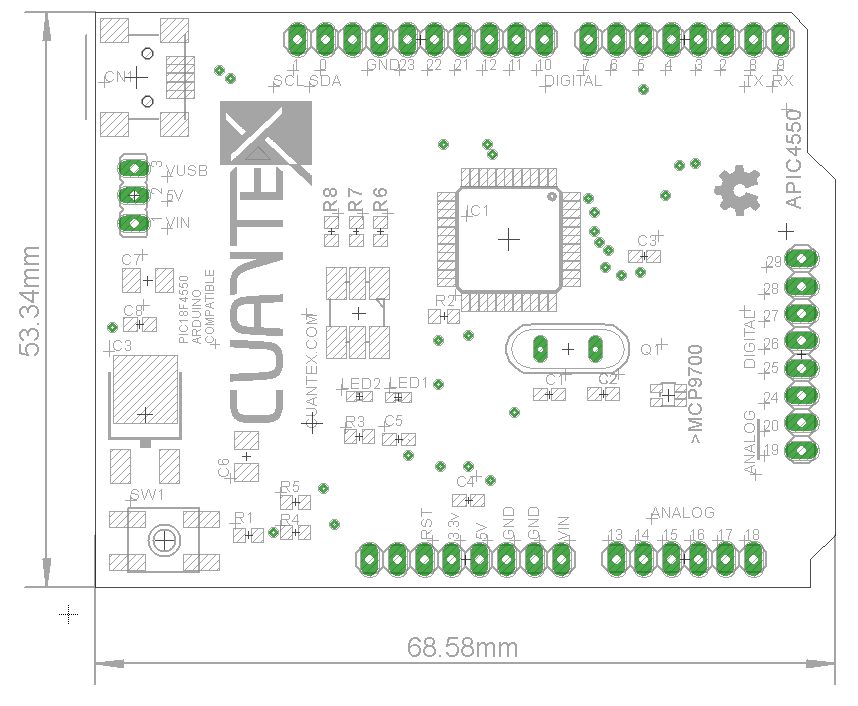 1 0 GND 23 22 21 12 11 10
7 6 5 4 3 2 8 9
SCL SDA
DIGITAL
TX RX
CN1
3 VUSB
2 5V
1 VIN
CUANTEX
CUANTEX.COM
PIC18F4550
ARDUINO
COMPATIBLE
R8
R7
R6
IC1
APIC4550
C3
C7
C8
IC3
R2
Q1
C1
C2
>MCP9700
LED2
LED1
R3
C5
C6
R5
R4
R1
SW1
C4
29
28
27
26
25
24
20
19
DIGITAL
ANALOG
RST
3.3v
5V
GND
GND
VIN
ANALOG
13 14 15 16 17 18
53.34mm
68.58mm